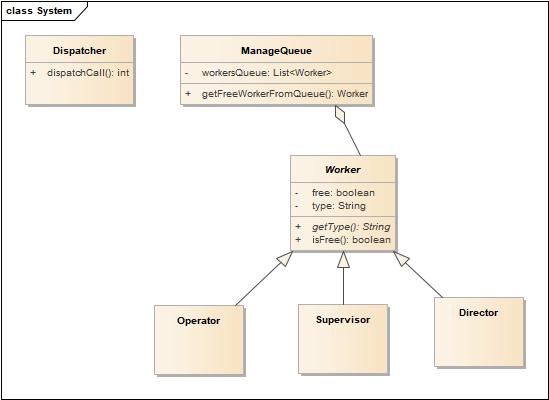 class System
Dispatcher
+ dispatchCall(): int
ManageQueue
- workersQueue: List<Worker>
+ getFreeWorkerFromQueue(): Worker
Worker
- free: boolean
- type: String
+ getType(): String
+ isFree(): boolean
Operator
Supervisor
Director